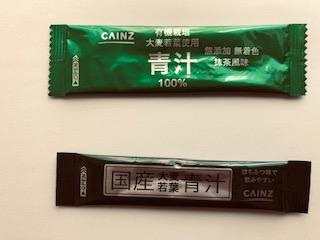 CAINZ
有機栽培
大麦若葉使用
青汁
100%
無添加 無着色
抹茶風味
国産
大麦
若葉
青汁
はちみつ味で
飲みやすい
CAINZ